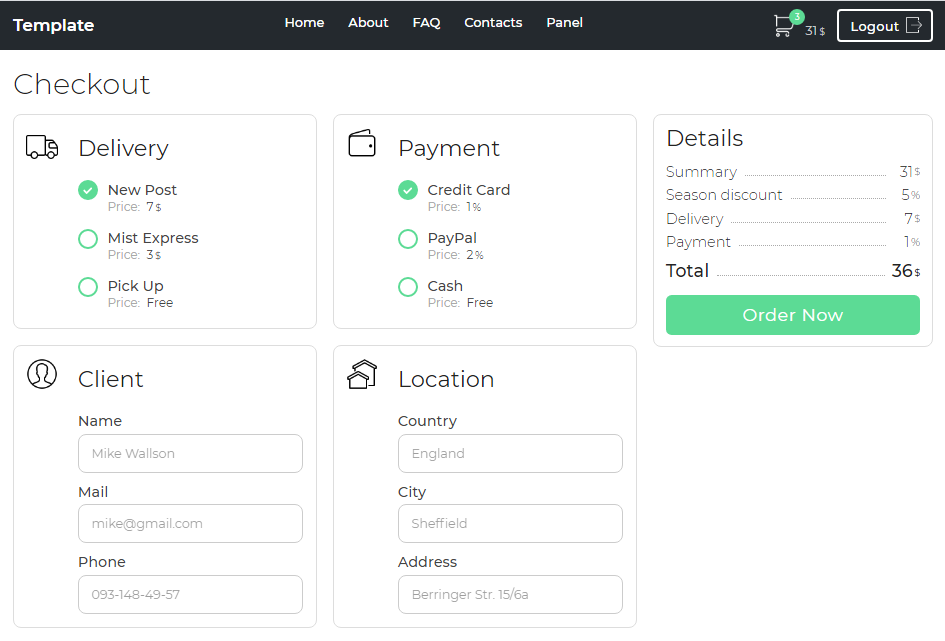 Template
Home About FAQ Contacts Panel
3
31 $
Logout
Checkout
Delivery
New Post
Price: 7 $
Mist Express
Price: 3 $
Pick Up
Price: Free
Payment
Credit Card
Price: 1 %
PayPal
Price: 2 %
Cash
Price: Free
Details
Summary 31 $
Season discount 5 %
Delivery 7 $
Payment 1 %
Total 36 $
Order Now
Client
Name
Mike Wallson
Mail
mike@gmail.com
Phone
093-148-49-57
Location
Country
England
City
Sheffield
Address
Berringer Str. 15/6a